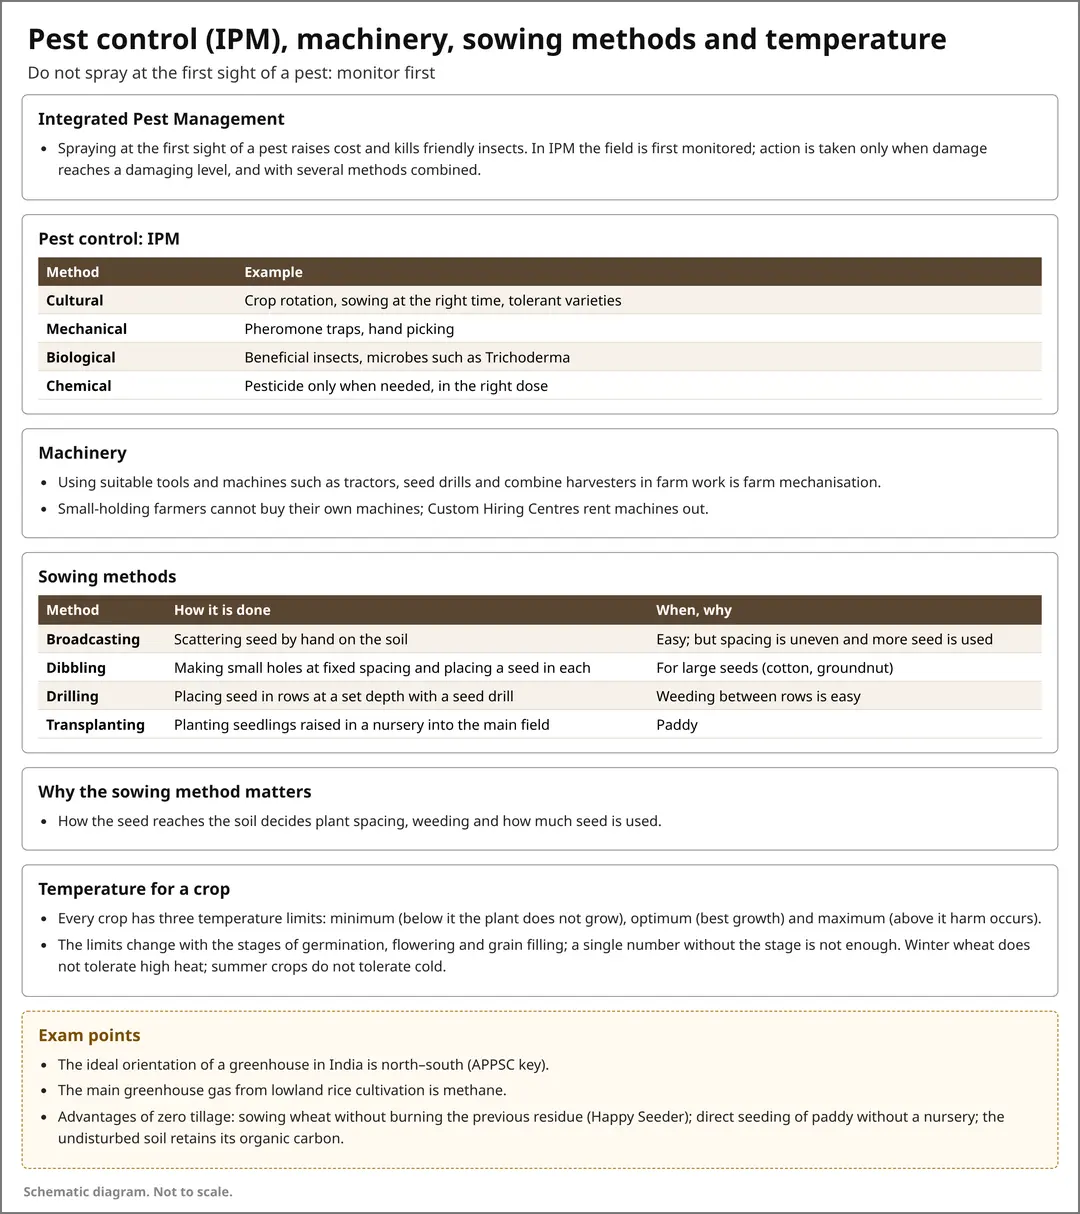 Pest control (IPM), machinery, sowing methods and temperature
Do not spray at the first sight of a pest: monitor first
Integrated Pest Management
• Spraying at the first sight of a pest raises cost and kills friendly insects. In IPM the field is first monitored; action is taken only when damage
reaches a damaging level, and with several methods combined.
Pest control: IPM
Method Example
Cultural Crop rotation, sowing at the right time, tolerant varieties
Mechanical Pheromone traps, hand picking
Biological Beneficial insects, microbes such as Trichoderma
Chemical Pesticide only when needed, in the right dose
Machinery
• Using suitable tools and machines such as tractors, seed drills and combine harvesters in farm work is farm mechanisation.
• Small-holding farmers cannot buy their own machines; Custom Hiring Centres rent machines out.
Sowing methods
Method How it is done When, why
Broadcasting Scattering seed by hand on the soil Easy; but spacing is uneven and more seed is used
Dibbling Making small holes at fixed spacing and placing a seed in each For large seeds (cotton, groundnut)
Drilling Placing seed in rows at a set depth with a seed drill Weeding between rows is easy
Transplanting Planting seedlings raised in a nursery into the main field Paddy
Why the sowing method matters
• How the seed reaches the soil decides plant spacing, weeding and how much seed is used.
Temperature for a crop
• Every crop has three temperature limits: minimum (below it the plant does not grow), optimum (best growth) and maximum (above it harm occurs).
• The limits change with the stages of germination, flowering and grain filling; a single number without the stage is not enough. Winter wheat does
not tolerate high heat; summer crops do not tolerate cold.
Exam points
• The ideal orientation of a greenhouse in India is north–south (APPSC key).
• The main greenhouse gas from lowland rice cultivation is methane.
• Advantages of zero tillage: sowing wheat without burning the previous residue (Happy Seeder); direct seeding of paddy without a nursery; the
undisturbed soil retains its organic carbon.
Schematic diagram. Not to scale.